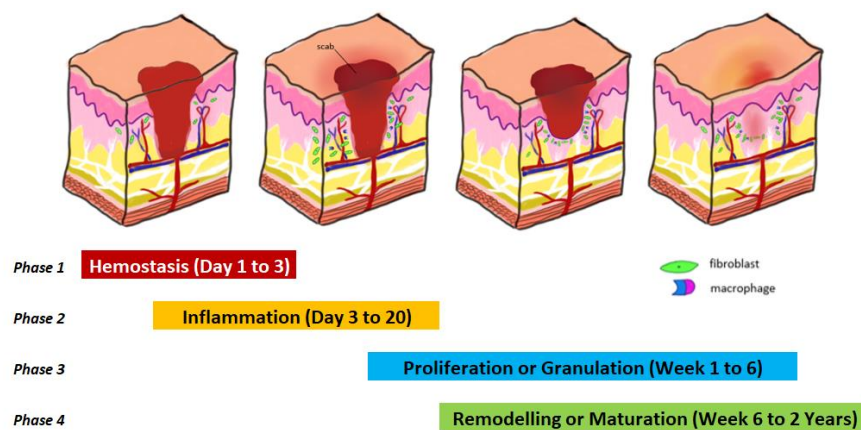 scab
Phase 1 Hemostasis (Day 1 to 3)
fibroblast
macrophage
Phase 2 Inflammation (Day 3 to 20)
Phase 3 Proliferation or Granulation (Week 1 to 6)
Phase 4 Remodelling or Maturation (Week 6 to 2 Years)